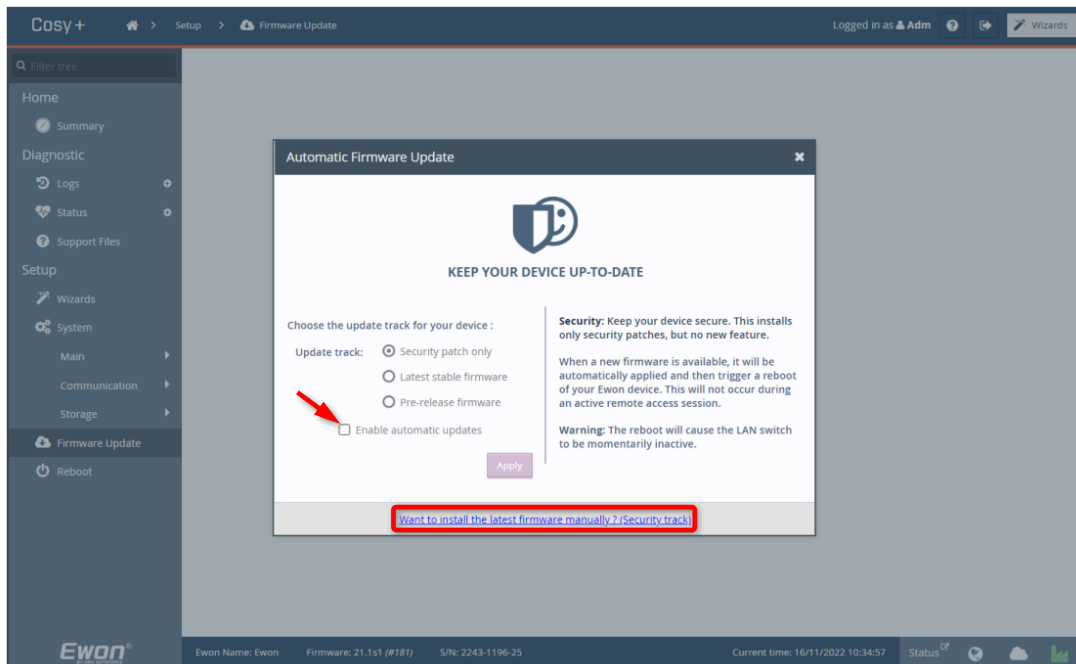 Cosy+
Setup
Firmware Update
Logged in as Adm
Wizards
Filter tree
Home
Summary
Diagnostic
Logs
Status
Support Files
Setup
Wizards
System
Main
Communication
Storage
Firmware Update
Reboot
Automatic Firmware Update
KEEP YOUR DEVICE UP-TO-DATE
Choose the update track for your device :
Update track:
Security patch only
Latest stable firmware
Pre-release firmware
Enable automatic updates
Apply
Security: Keep your device secure. This installs
only security patches, but no new feature.
When a new firmware is available, it will be
automatically applied and then trigger a reboot
of your Ewon device. This will not occur during
an active remote access session.
Warning: The reboot will cause the LAN switch
to be momentarily inactive.
Want to install the latest firmware manually ? (Security track)
Ewon®
BY HMS NETWORKS
Ewon Name: Ewon
Firmware: 21.1s1 (#181)
S/N: 2243-1196-25
Current time: 16/11/2022 10:34:57
Status